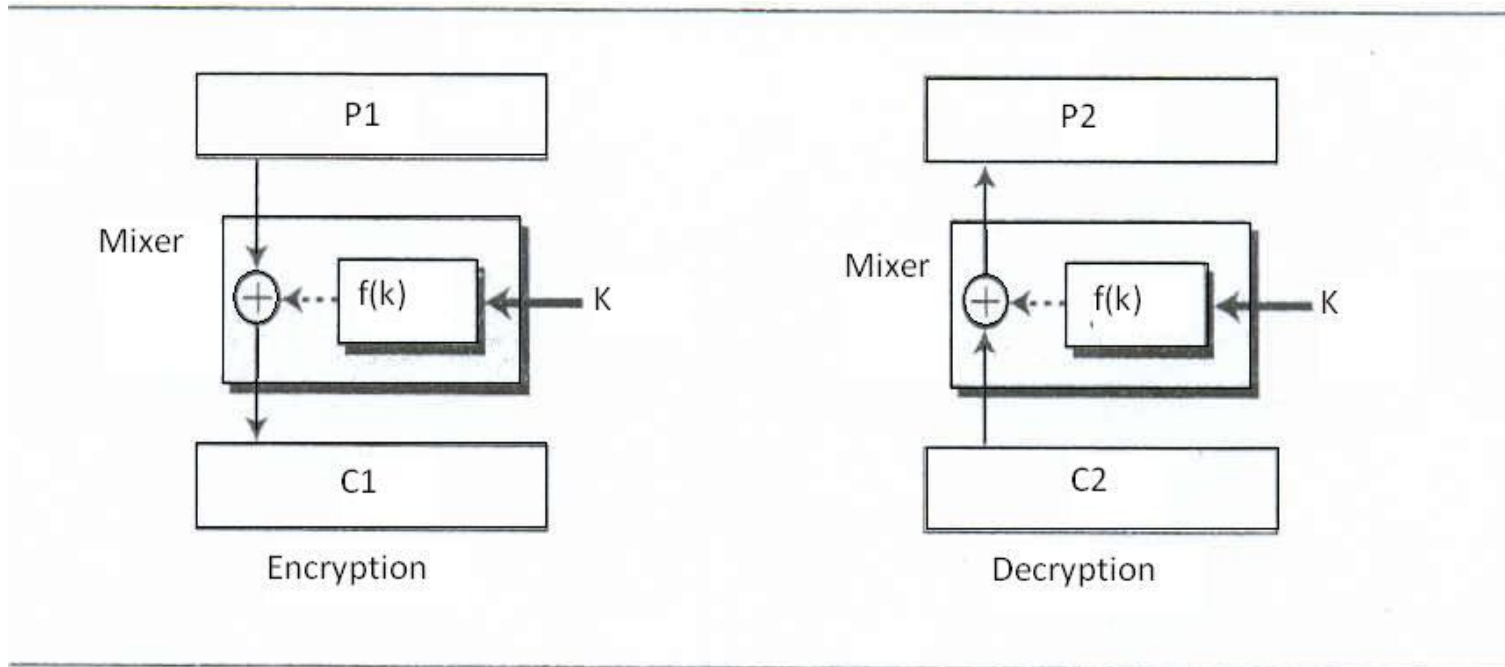 P1
Mixer
f(k)
K
C1
Encryption
P2
Mixer
f(k)
K
C2
Decryption